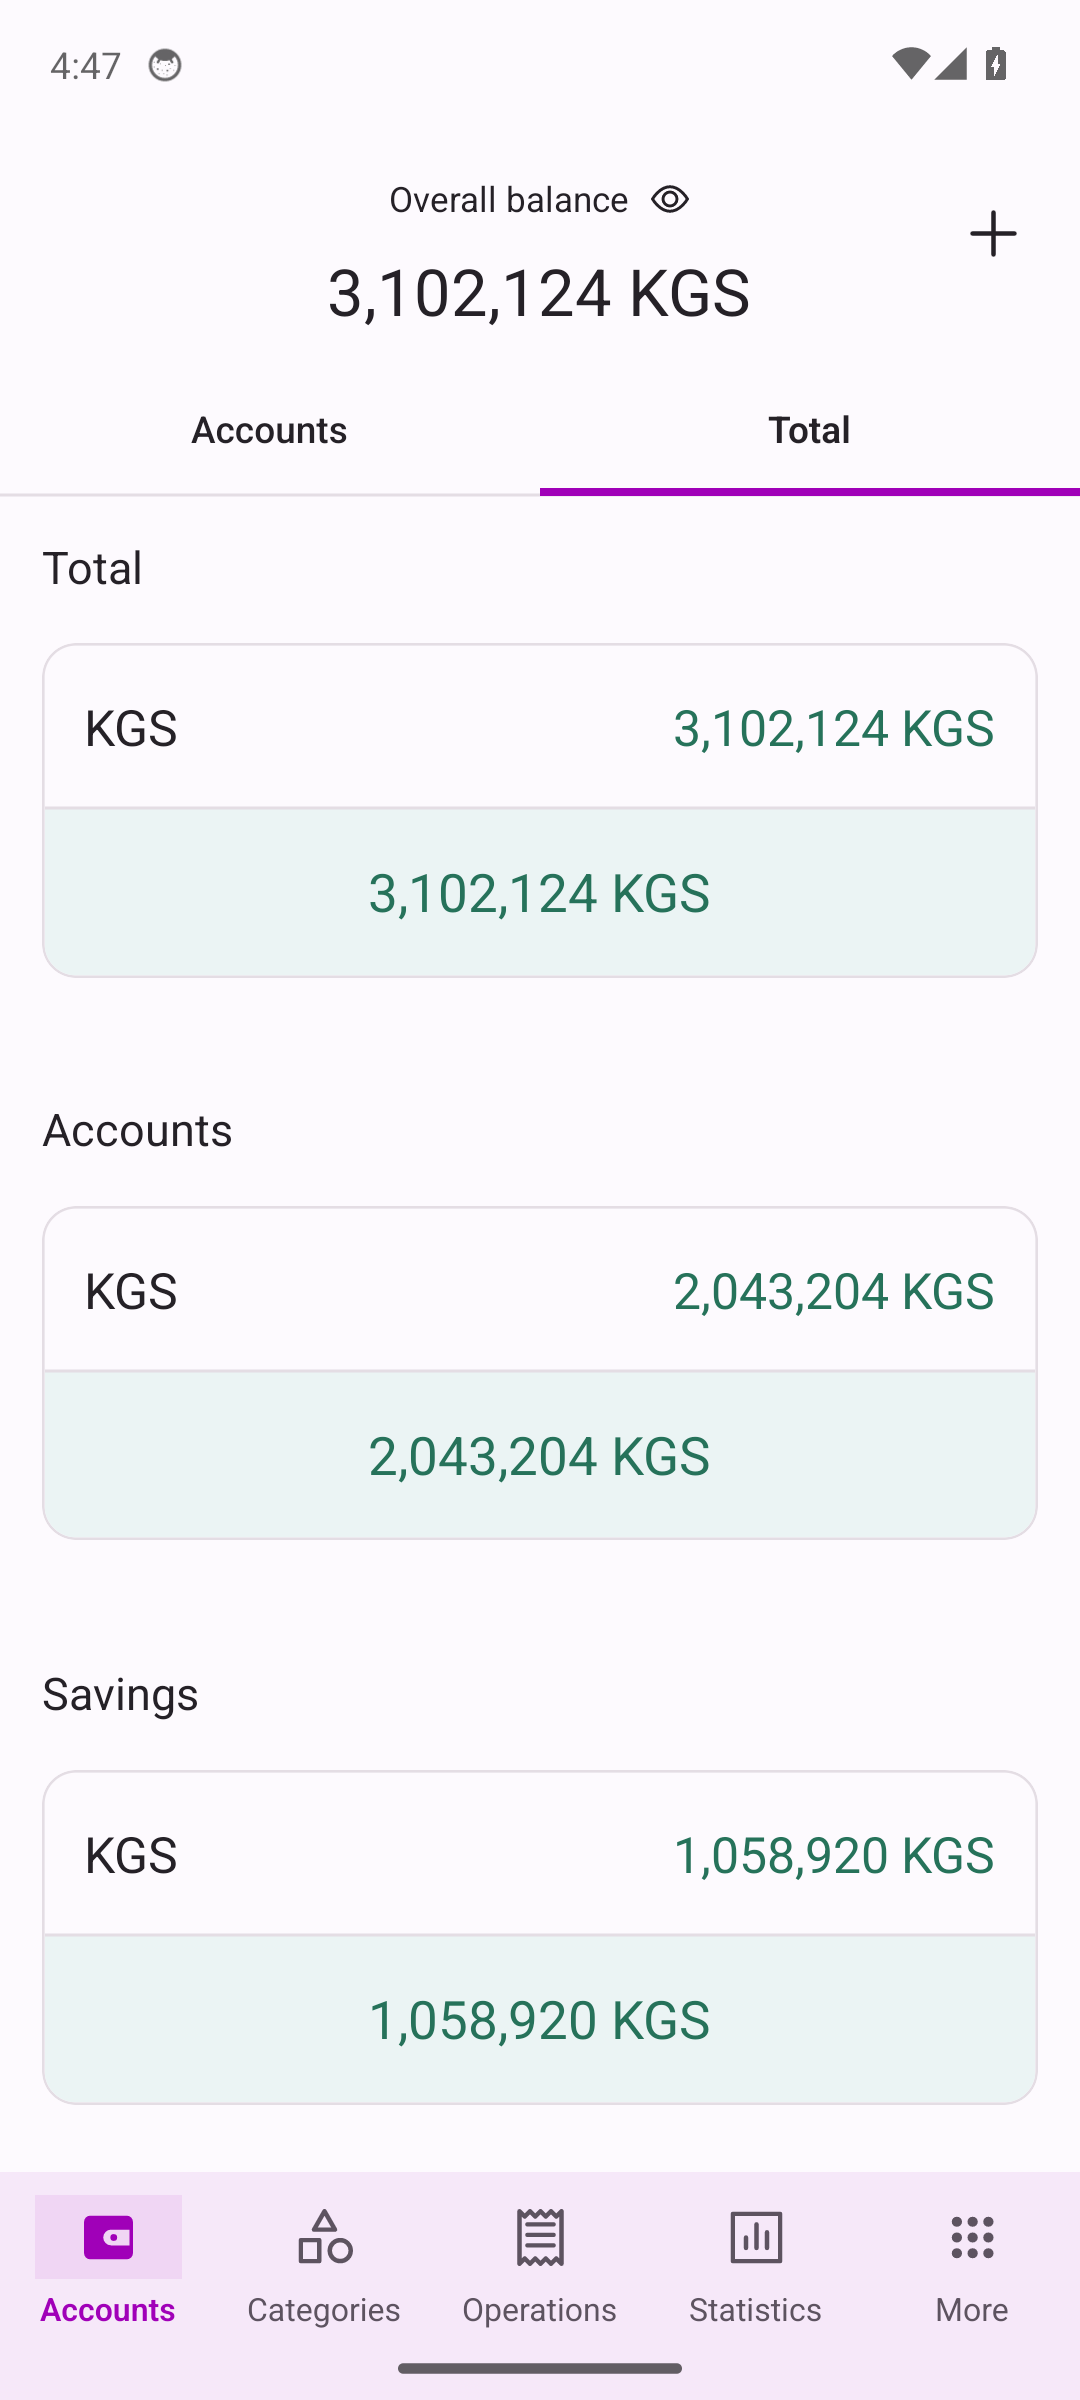 4:47
Overall balance
3,102,124 KGS
Accounts
Total
Total
KGS
3,102,124 KGS
3,102,124 KGS
Accounts
KGS
2,043,204 KGS
2,043,204 KGS
Savings
KGS
1,058,920 KGS
1,058,920 KGS
Accounts
Categories
Operations
Statistics
More